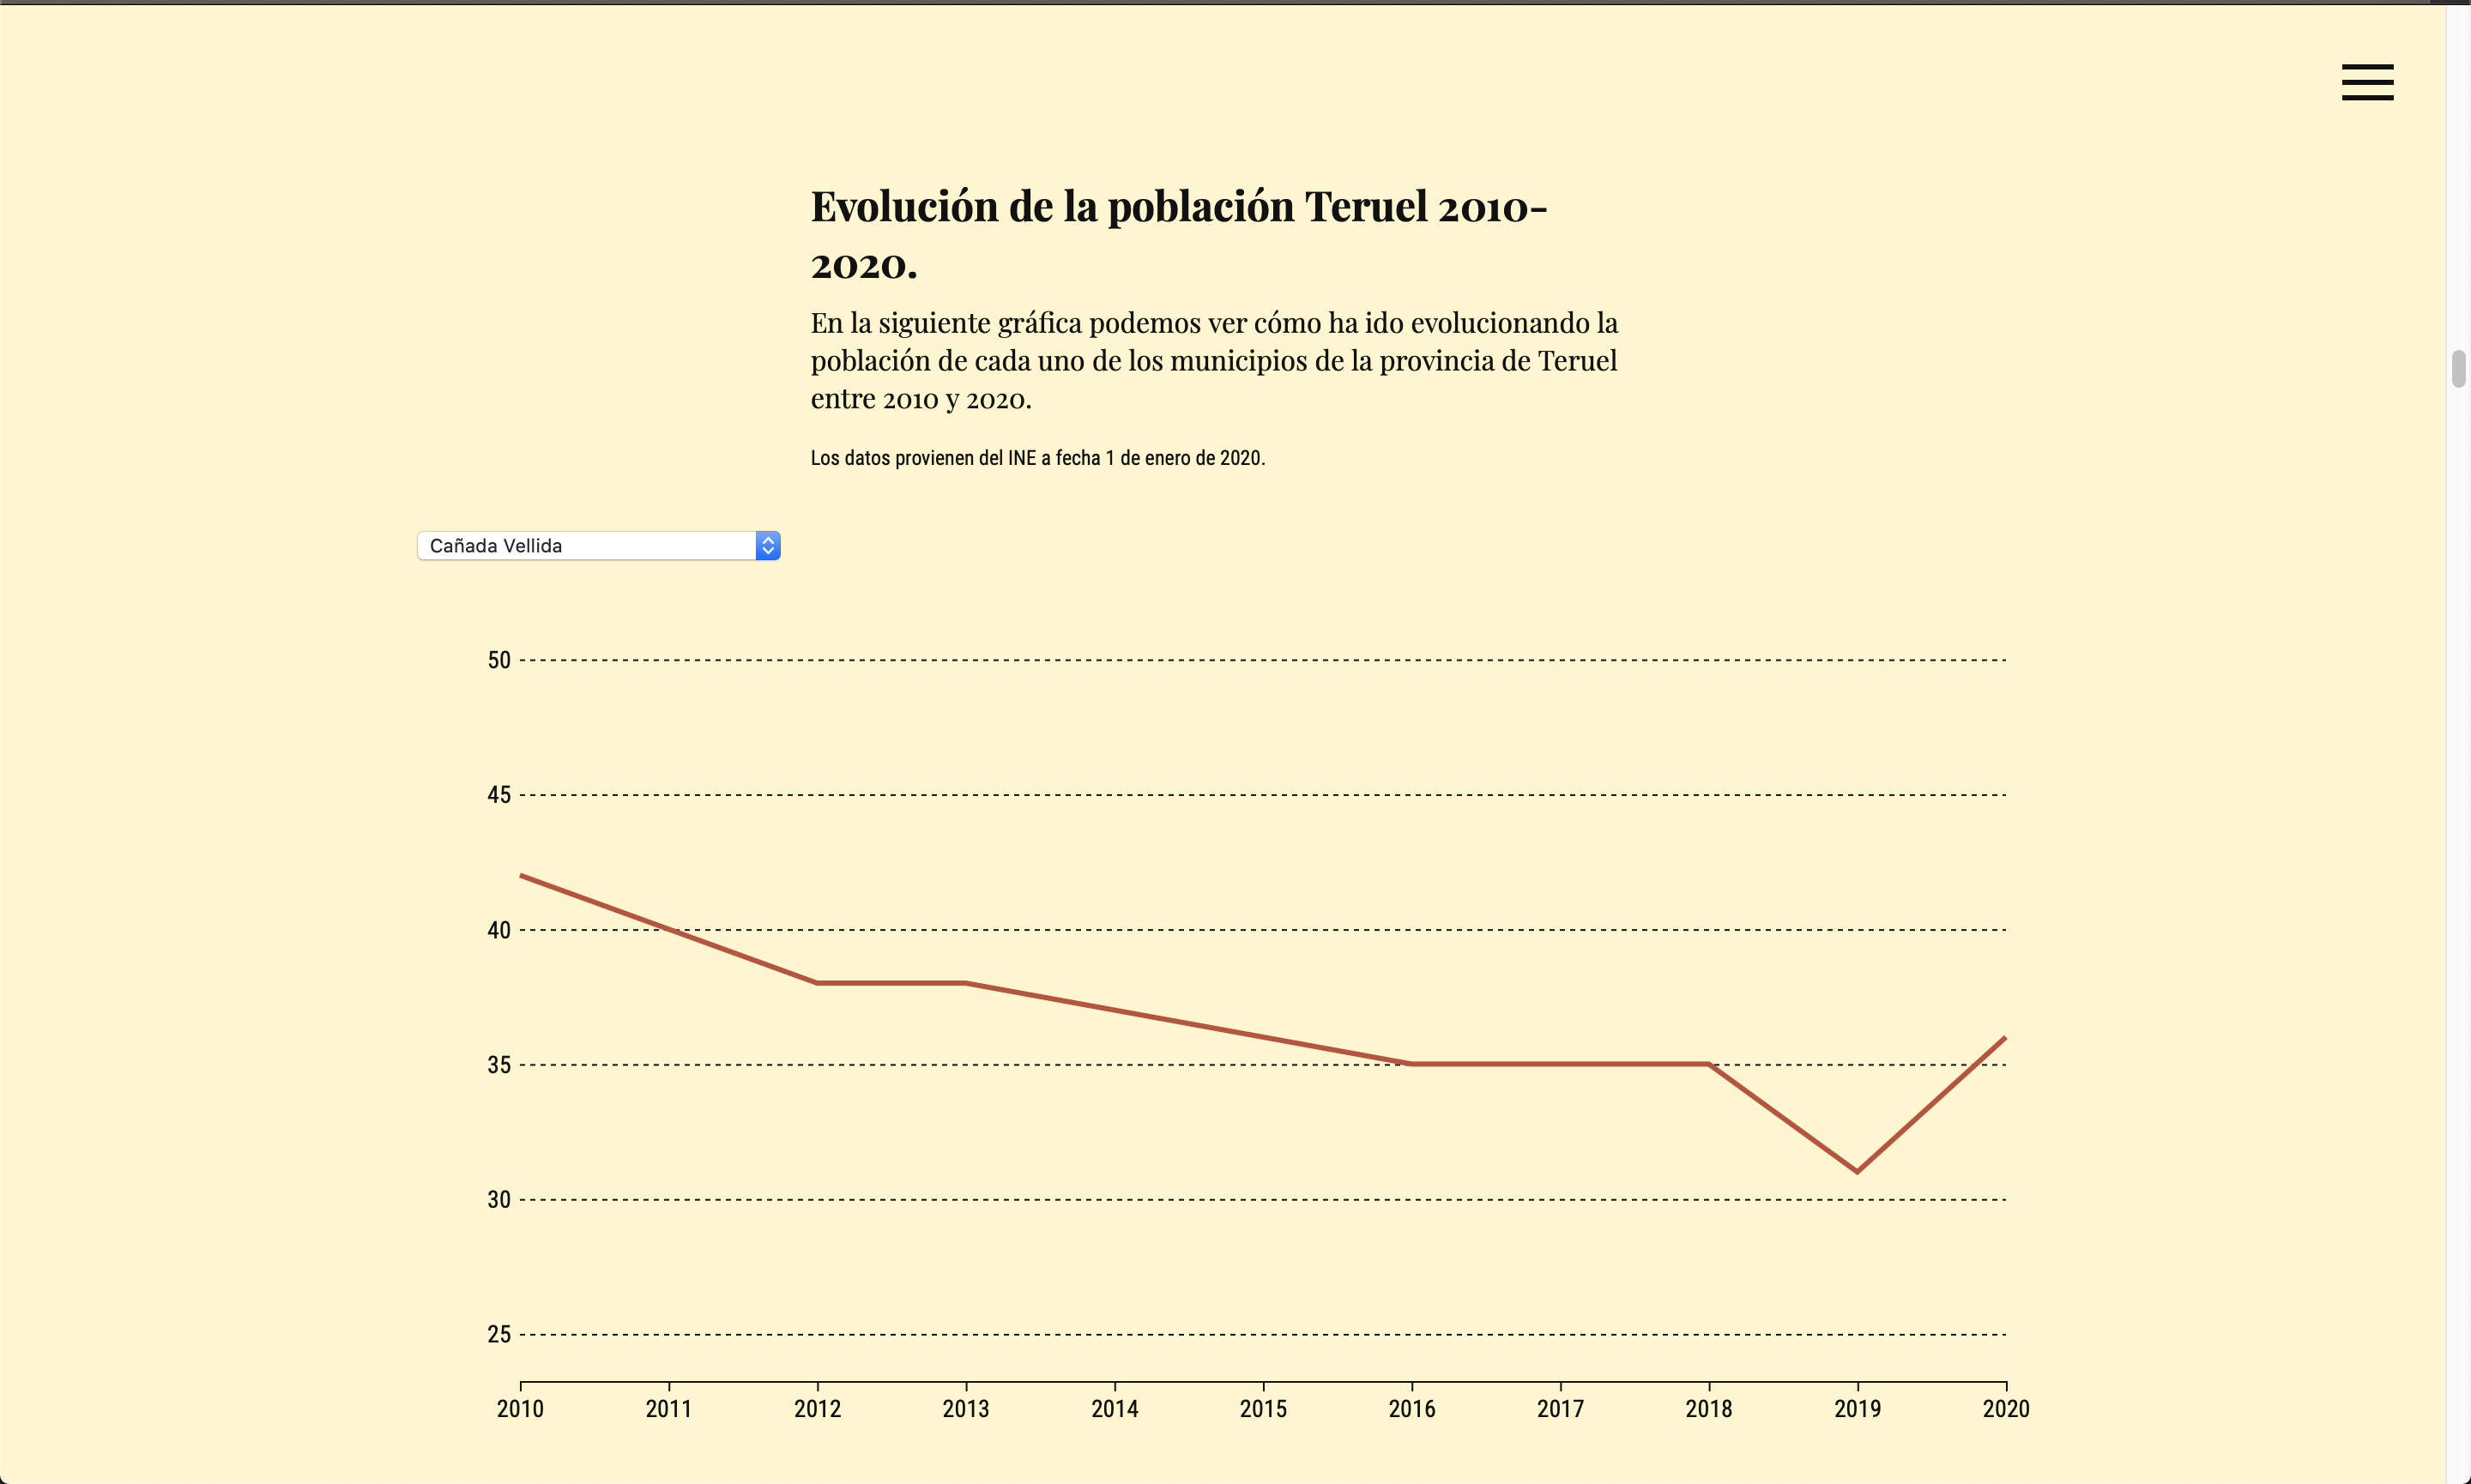 Evolución de la población Teruel 2010-
2020.
En la siguiente gráfica podemos ver cómo ha ido evolucionando la
población de cada uno de los municipios de la provincia de Teruel
entre 2010 y 2020.
Los datos provienen del INE a fecha 1 de enero de 2020.
Cañada Vellida
50
45
40
35
30
25
2010 2011 2012 2013 2014 2015 2016 2017 2018 2019 2020